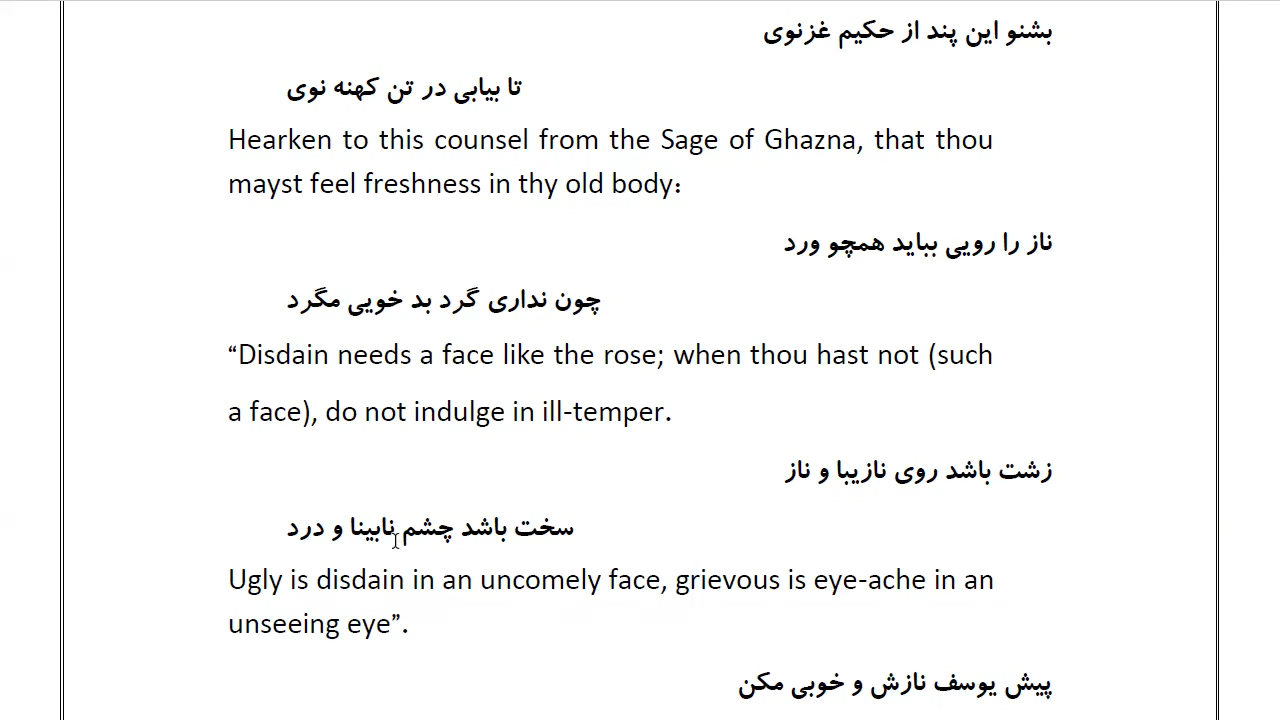 بشنو این پند از حکیم غزنوی
تا بیابی در تن کهنه نوی
Hearken to this counsel from the Sage of Ghazna, that thou
mayst feel freshness in thy old body:
ناز را رویی بباید همچو ورد
چون نداری گرد بد خویی مگرد
“Disdain needs a face like the rose; when thou hast not (such
a face), do not indulge in ill-temper.
زشت باشد روی نازیبا و ناز
سخت باشد چشم نابینا و درد
Ugly is disdain in an uncomely face, grievous is eye-ache in an
unseeing eye”.
پیش یوسف نازش و خوبی مکن